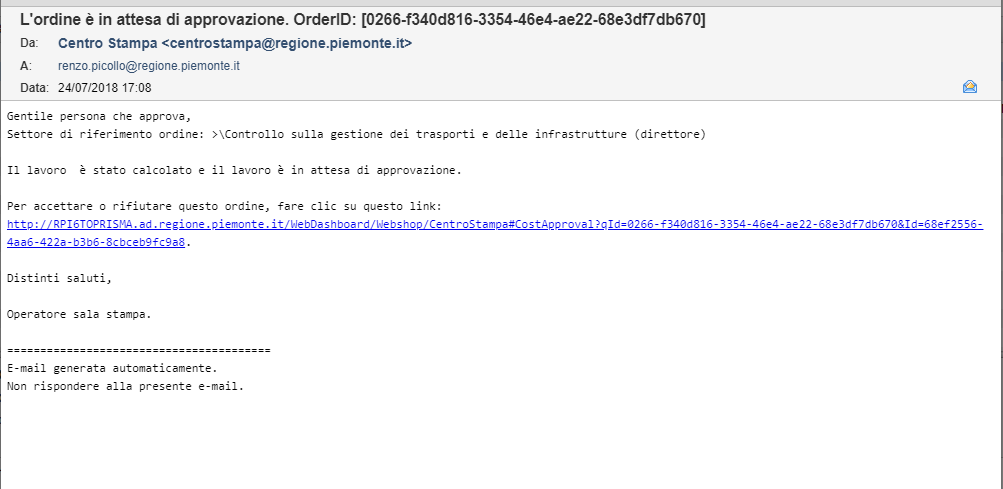 L'ordine è in attesa di approvazione. OrderID: [0266-f340d816-3354-46e4-ae22-68e3df7db670]
Da: Centro Stampa <centrostampa@regione.piemonte.it>
A: renzo.picollo@regione.piemonte.it
Data: 24/07/2018 17:08
Gentile persona che approva,
Settore di riferimento ordine: >\Controllo sulla gestione dei trasporti e delle infrastrutture (direttore)
Il lavoro  è stato calcolato e il lavoro è in attesa di approvazione.
Per accettare o rifiutare questo ordine, fare clic su questo link:
http://RPI6TOPRISMA.ad.regione.piemonte.it/WebDashboard/Webshop/CentroStampa#CostApproval?qId=0266-f340d816-3354-46e4-ae22-68e3df7db670&Id=68ef2556-
4aa6-422a-b3b6-8cbceb9fc9a8.
Distinti saluti,
Operatore sala stampa.
========================================
E-mail generata automaticamente.
Non rispondere alla presente e-mail.